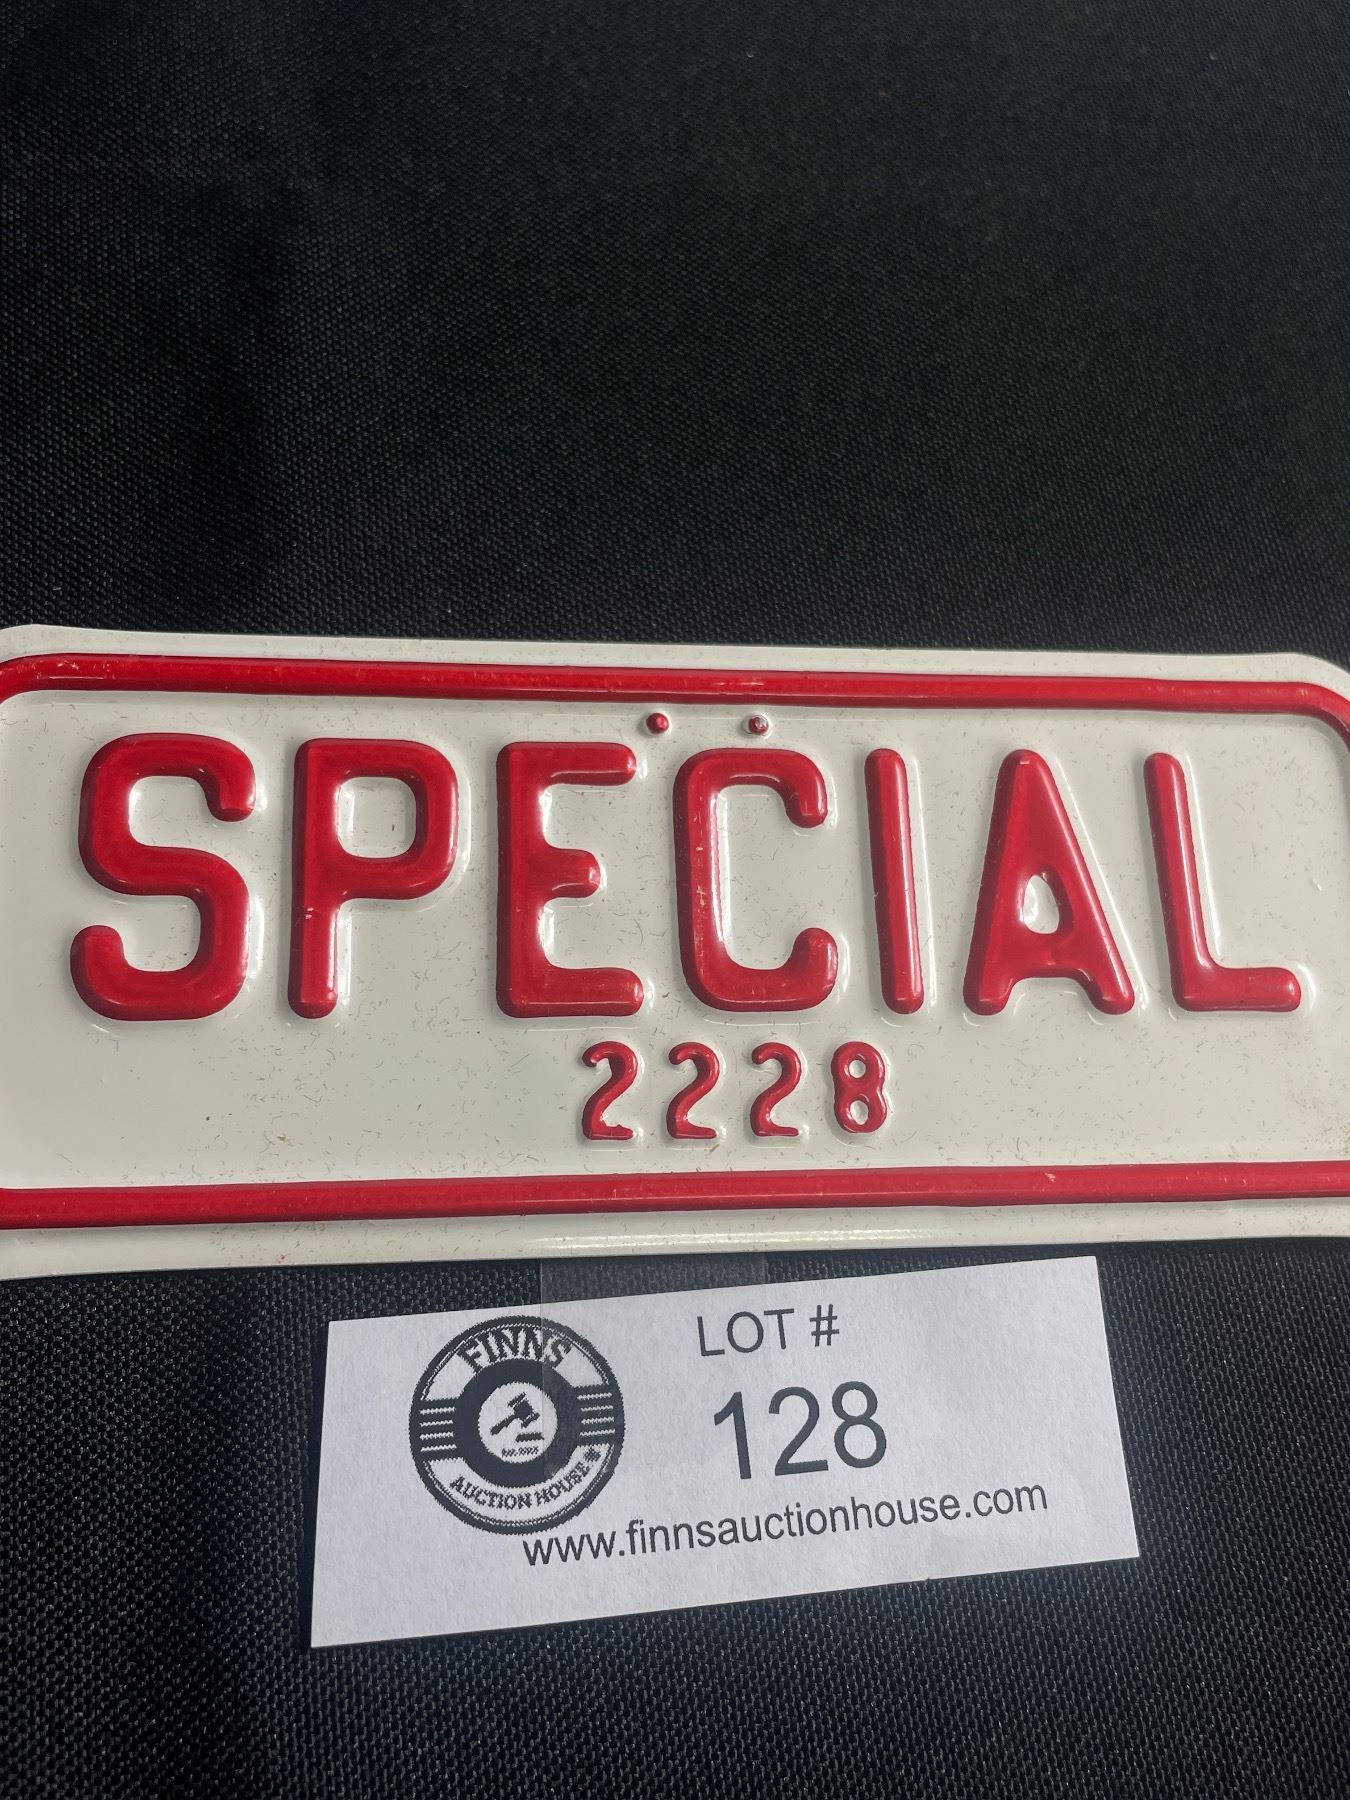 SPECIAL
2228
FINNS
AUCTION HOUSE
LOT #
128
www.finnsauctionhouse.com